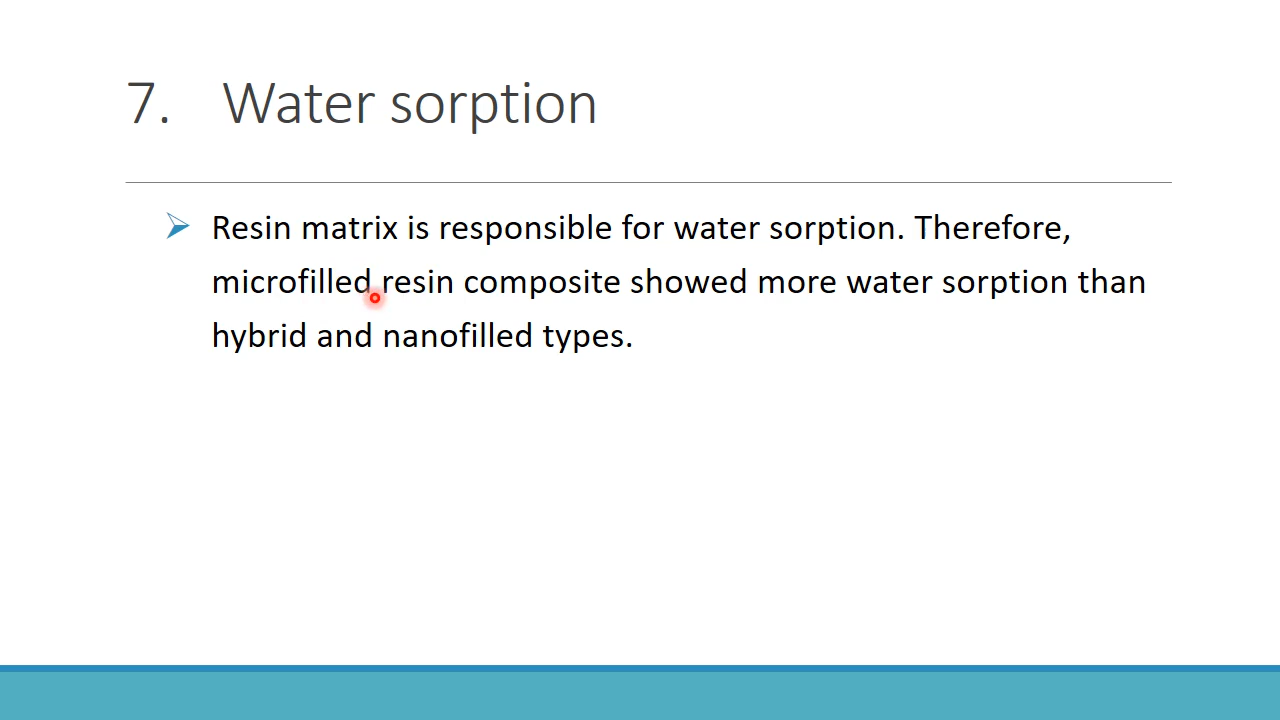 7. Water sorption
Resin matrix is responsible for water sorption. Therefore,
microfilled resin composite showed more water sorption than
hybrid and nanofilled types.